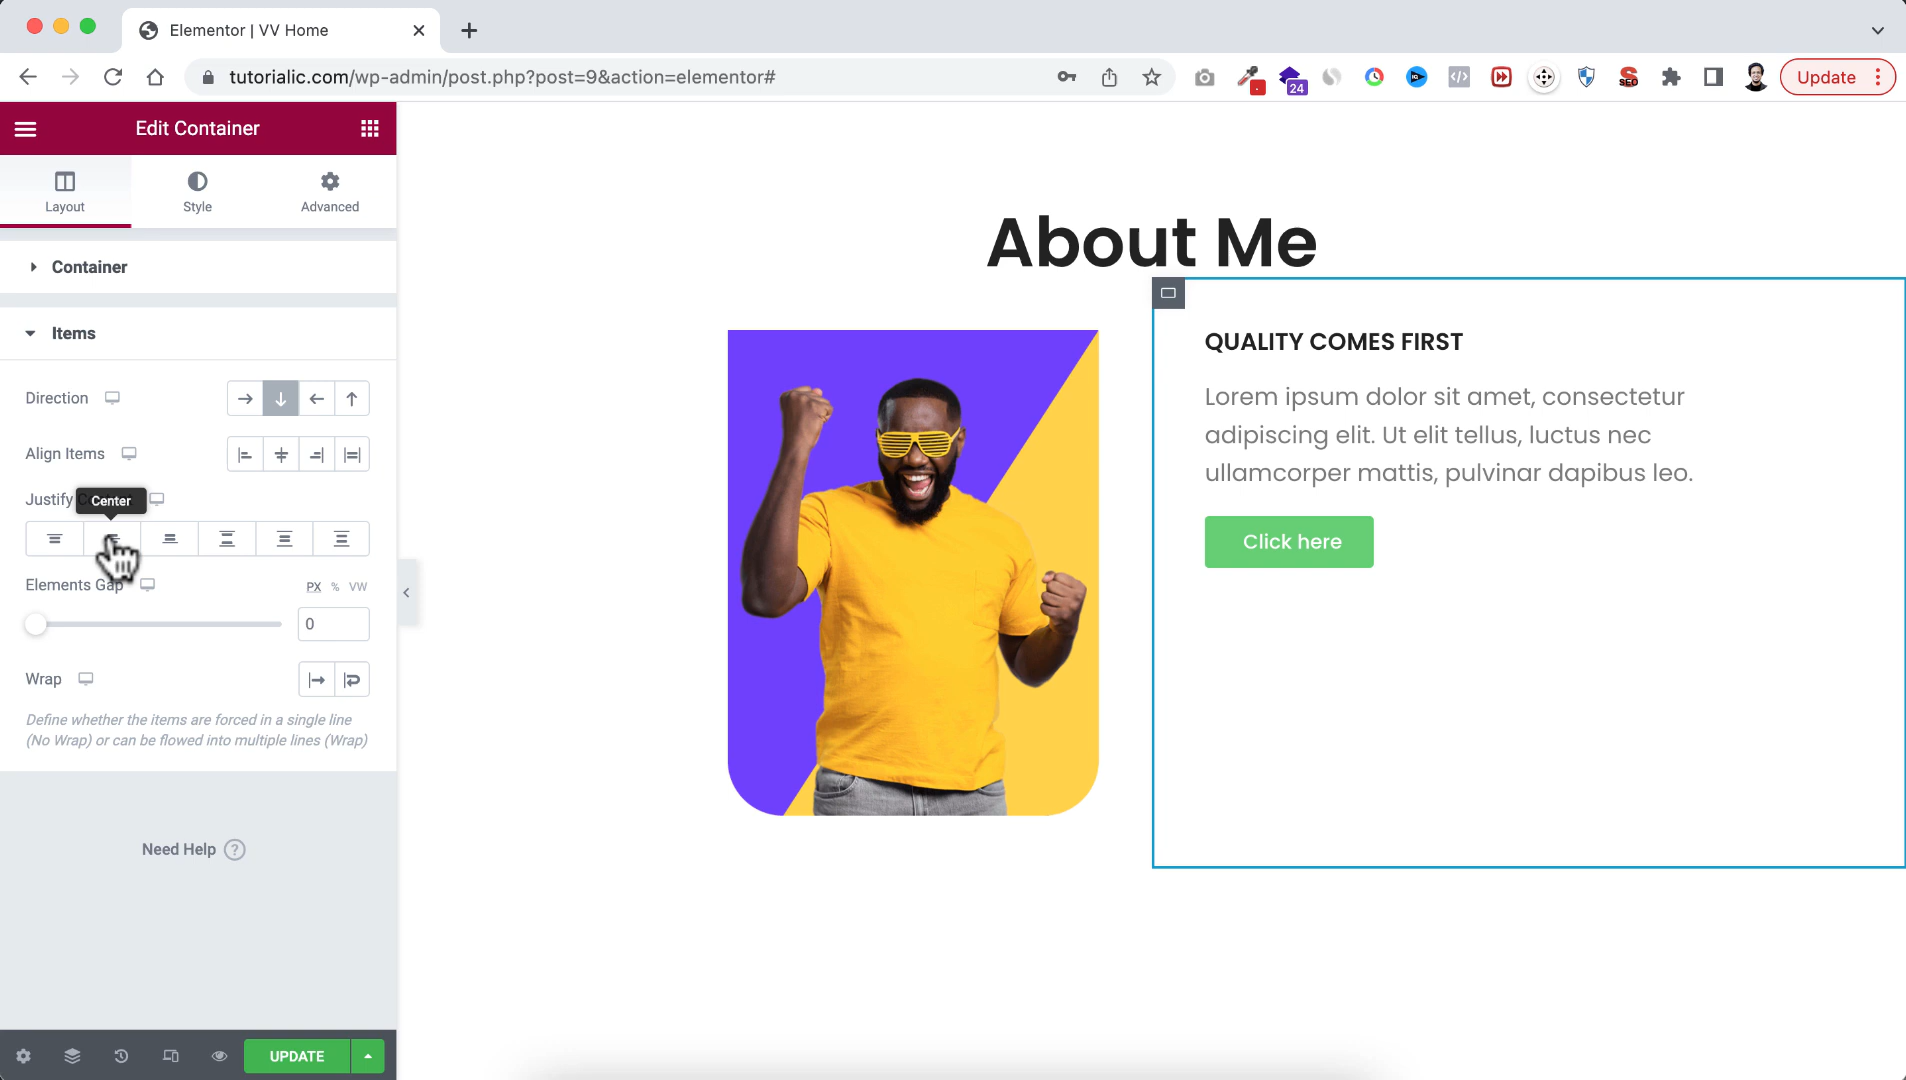 Elementor | VV Home
tutorialic.com/wp-admin/post.php?post=9&action=elementor#
24
SEO
Update
Edit Container
Layout
Style
Advanced
Container
Items
Direction
Align Items
Justify
Center
Elements Gap
PX % VW
0
Wrap
Define whether the items are forced in a single line
(No Wrap) or can be flowed into multiple lines (Wrap)
Need Help ?
UPDATE
About Me
QUALITY COMES FIRST
Lorem ipsum dolor sit amet, consectetur
adipiscing elit. Ut elit tellus, luctus nec
ullamcorper mattis, pulvinar dapibus leo.
Click here